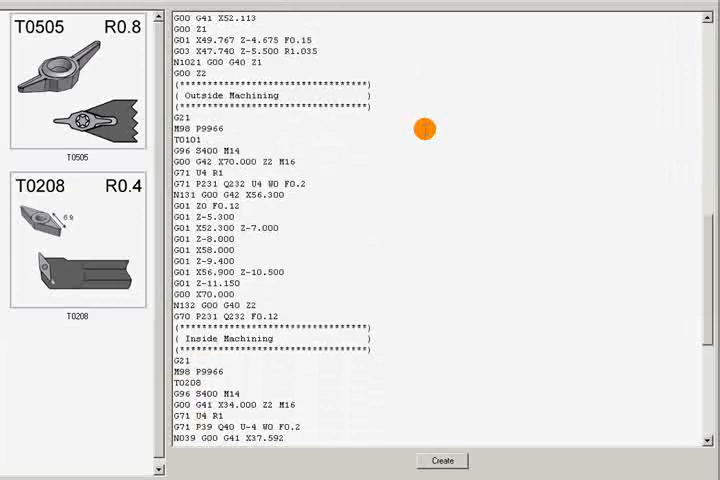 T0505 R0.8
T0505
T0208 R0.4
6.9
T0208
G00 G41 X52.113
G00 Z1
G01 X49.767 Z-4.675 F0.15
G03 X47.740 Z-5.500 R1.035
N1021 G00 G40 Z1
G00 Z2
(**********************************)
( Outside Machining )
(**********************************)
G21
M98 P9966
T0101
G96 S400 M14
G00 G42 X70.000 Z2 M16
G71 U4 R1
G71 P231 Q232 U4 W0 F0.2
N131 G00 G42 X56.300
G01 Z0 F0.12
G01 Z-5.300
G01 X52.300 Z-7.000
G01 Z-8.000
G01 X58.000
G01 Z-9.400
G01 X56.900 Z-10.500
G01 Z-11.150
G00 X70.000
N132 G00 G40 Z2
G70 P231 Q232 F0.12
(**********************************)
( Inside Machining )
(**********************************)
G21
M98 P9966
T0208
G96 S400 M14
G00 G41 X34.000 Z2 M16
G71 U4 R1
G71 P39 Q40 U-4 W0 F0.2
N039 G00 G41 X37.592
Create